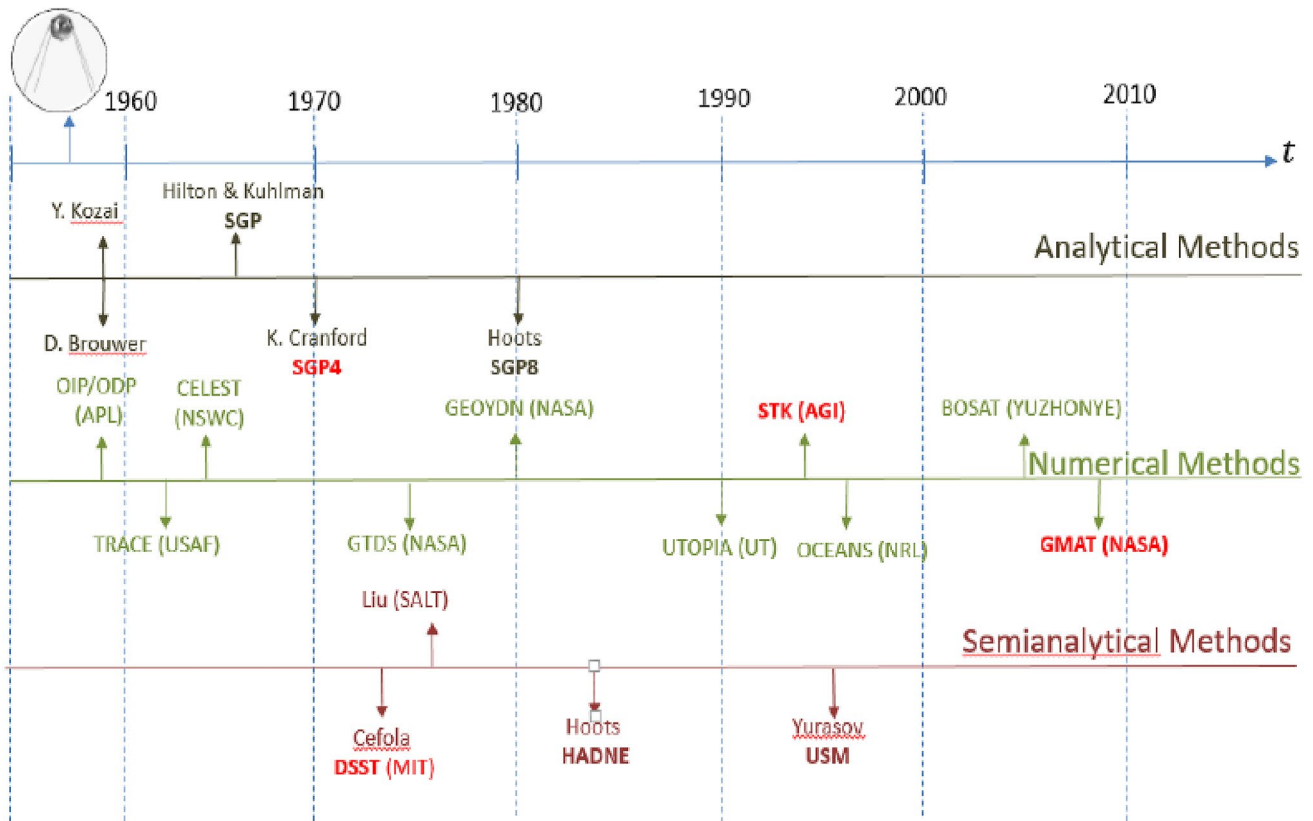 1960
1970
1980
1990
2000
2010
t
Y. Kozai
Hilton & Kuhlman
SGP
Analytical Methods
D. Brouwer
K. Cranford
SGP4
Hoots
SGP8
OIP/ODP
(APL)
CELEST
(NSWC)
GEOYDN (NASA)
STK (AGI)
BOSAT (YUZHONYE)
Numerical Methods
TRACE (USAF)
GTDS (NASA)
UTOPIA (UT)
OCEANS (NRL)
GMAT (NASA)
Liu (SALT)
Semianalytical Methods
Cefola
DSST (MIT)
Hoots
HADNE
Yurasov
USM